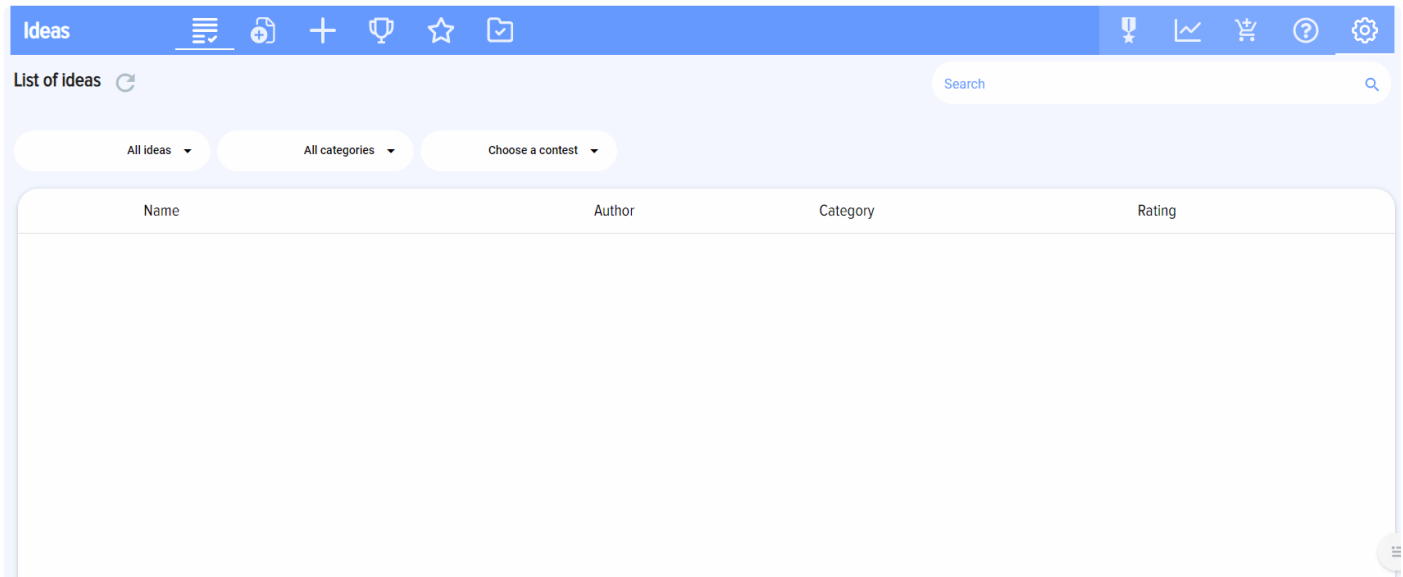 Ideas
List of ideas
Search
All ideas
All categories
Choose a contest
Name Author Category Rating